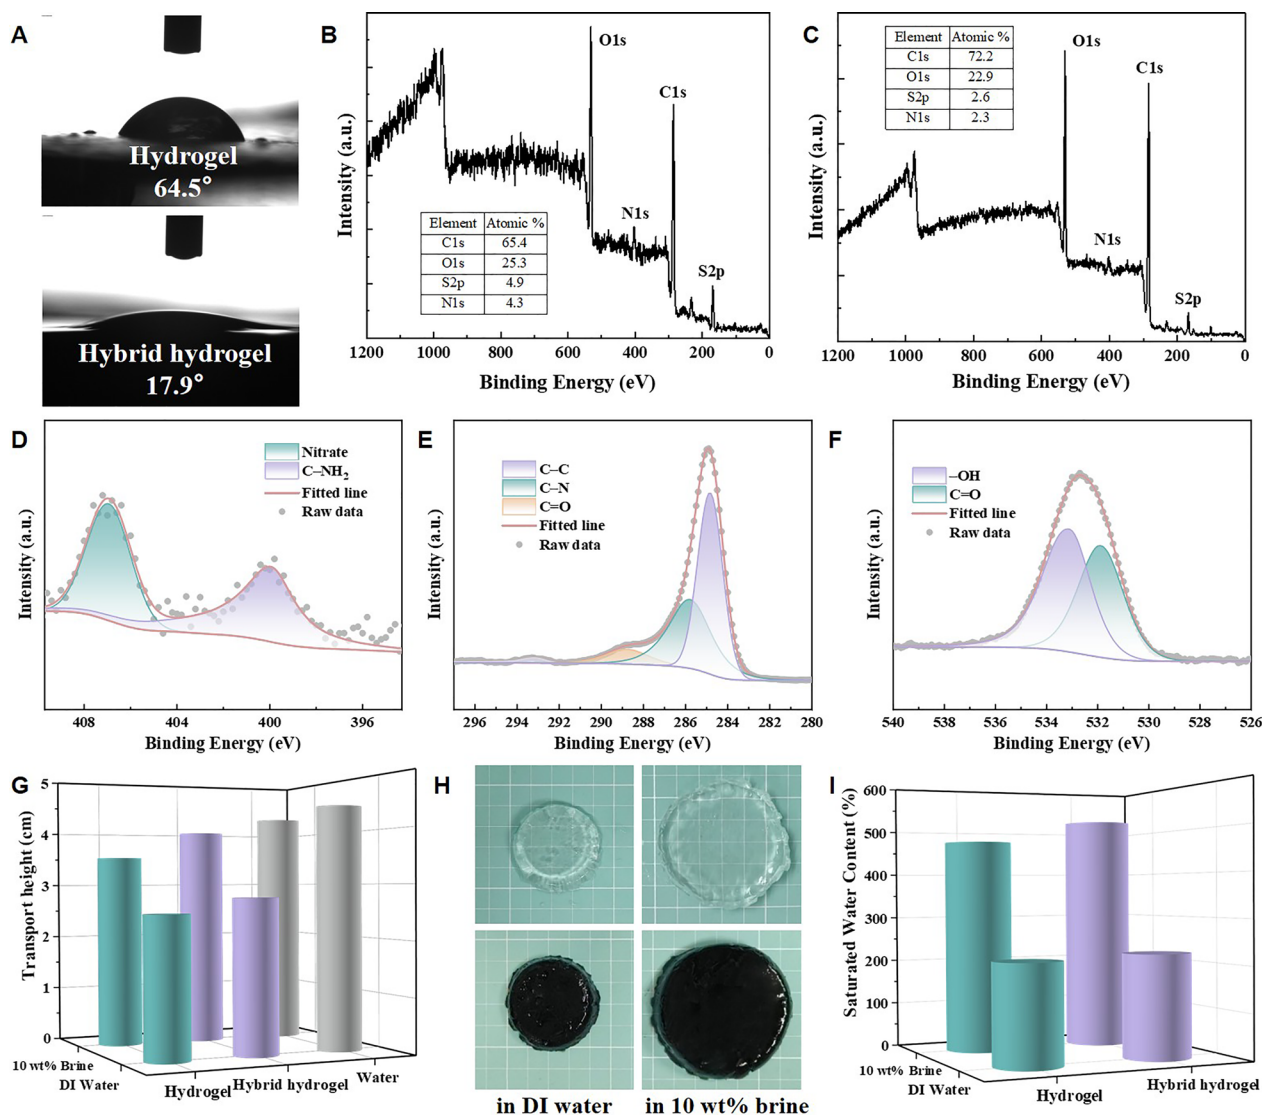 A
Hydrogel
64.5°
Hybrid hydrogel
17.9°
B
Intensity (a.u.)
O1s
C1s
N1s
S2p
Element Atomic %
C1s 65.4
O1s 25.3
S2p 4.9
N1s 4.3
1200 1000 800 600 400 200 0
Binding Energy (eV)
C
Intensity (a.u.)
Element Atomic %
C1s 72.2
O1s 22.9
S2p 2.6
N1s 2.3
O1s
C1s
N1s
S2p
1200 1000 800 600 400 200 0
Binding Energy (eV)
D
Intensity (a.u.)
Nitrate
C–NH2
Fitted line
Raw data
408 404 400 396
Binding Energy (eV)
E
Intensity (a.u.)
C–C
C–N
C=O
Fitted line
Raw data
296 294 292 290 288 286 284 282 280
Binding Energy (eV)
F
Intensity (a.u.)
–OH
C=O
Fitted line
Raw data
540 538 536 534 532 530 528 526
Binding Energy (eV)
G
Transport height (cm)
5
4
3
2
1
0
10 wt% Brine
DI Water
Hydrogel
Hybrid hydrogel
Water
H
in DI water
in 10 wt% brine
I
Saturated Water Content (%)
600
500
400
300
200
100
0
10 wt% Brine
DI Water
Hydrogel
Hybrid hydrogel